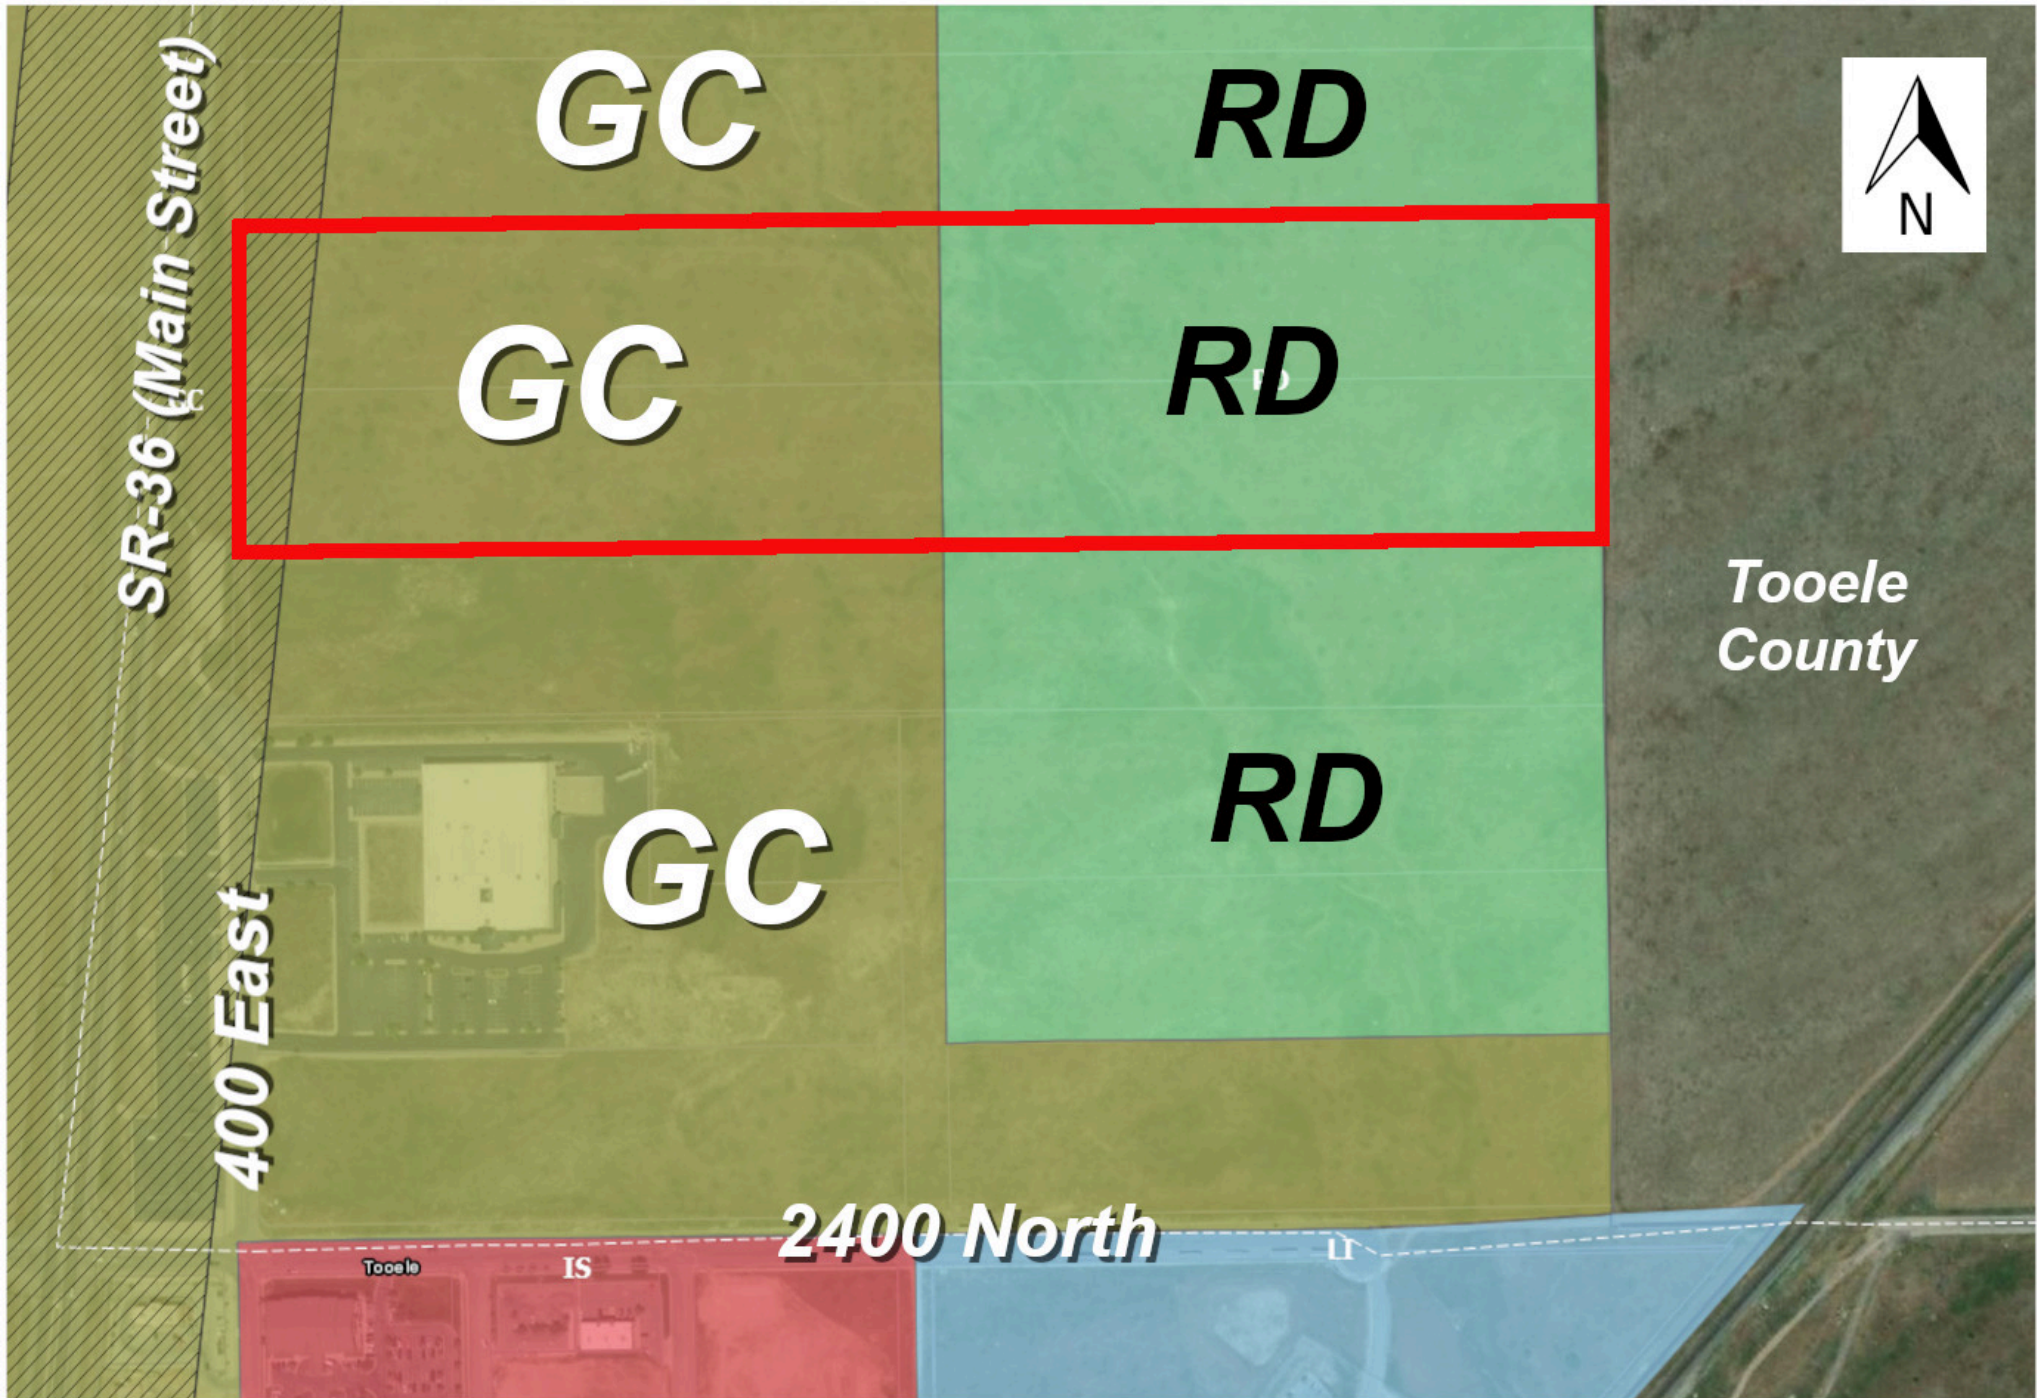 GC
RD
N
SR-36 (Main Street)
GC
RD
Tooele
County
GC
RD
400 East
2400 North
Tooele
IS
LI